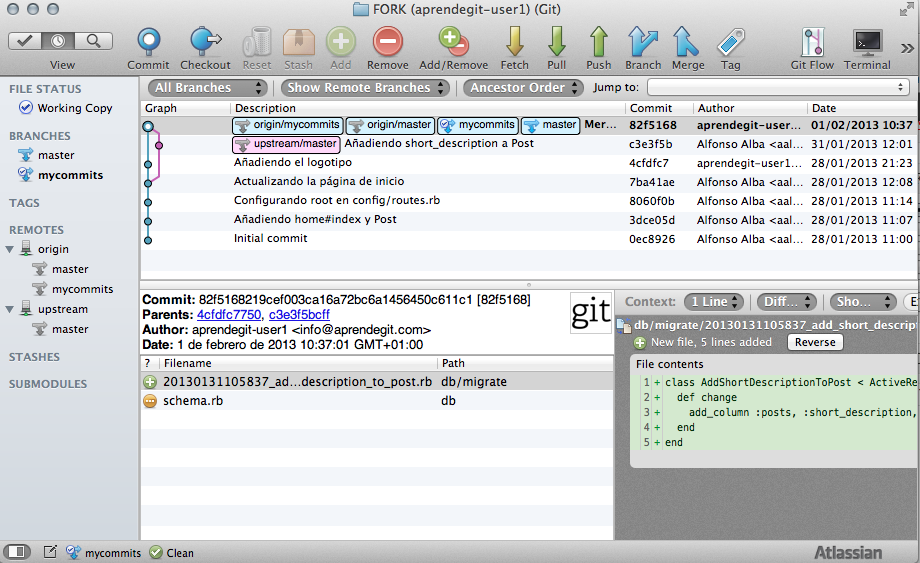 FORK (aprendegit-user1) (Git)
View
Commit
Checkout
Reset
Stash
Add
Remove
Add/Remove
Fetch
Pull
Push
Branch
Merge
Tag
Git Flow
Terminal
FILE STATUS
Working Copy
BRANCHES
master
mycommits
TAGS
REMOTES
origin
master
mycommits
upstream
master
STASHES
SUBMODULES
All Branches
Show Remote Branches
Ancestor Order
Jump to:
Graph Description Commit Author Date
origin/mycommits origin/master mycommits master Mer... 82f5168 aprendegit-user... 01/02/2013 10:37
upstream/master Añadiendo short_description a Post c3e3f5b Alfonso Alba <aal... 31/01/2013 12:01
Añadiendo el logotipo 4cfdfc7 aprendegit-user1... 28/01/2013 21:23
Actualizando la página de inicio 7ba41ae Alfonso Alba <aal... 28/01/2013 12:08
Configurando root en config/routes.rb 8060f0b Alfonso Alba <aal... 28/01/2013 11:14
Añadiendo home#index y Post 3dce05d Alfonso Alba <aal... 28/01/2013 11:07
Initial commit 0ec8926 Alfonso Alba <aal... 28/01/2013 11:00
Commit: 82f5168219cef003ca16a72bc6a1456450c611c1 [82f5168]
Parents: 4cfdfc7750, c3e3f5bcff
Author: aprendegit-user1 <info@aprendegit.com>
Date: 1 de febrero de 2013 10:37:01 GMT+01:00
git
? Filename Path
20130131105837_ad...description_to_post.rb db/migrate
schema.rb db
Context: 1 Line Diff... Sho... E
db/migrate/20130131105837_add_short_descript
New file, 5 lines added Reverse
File contents
1 + class AddShortDescriptionToPost < ActiveRe
2 + def change
3 + add_column :posts, :short_description,
4 + end
5 + end
mycommits Clean
Atlassian